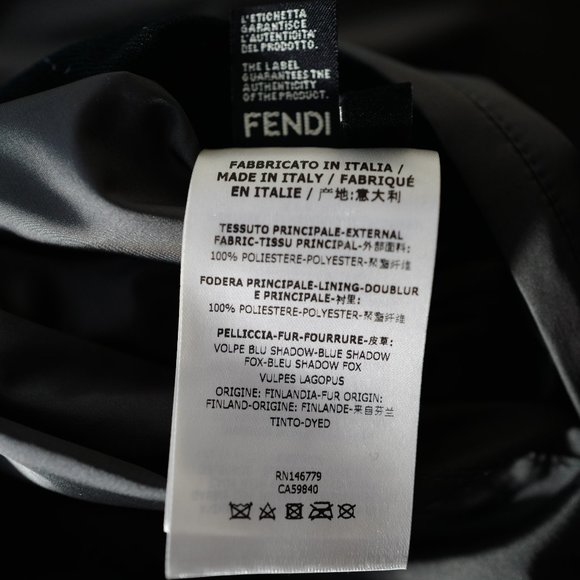 L'ETICHETTA
GARANTISCE
L'AUTENTICITA'
DEL PRODOTTO.
THE LABEL
GUARANTEES THE
AUTHENTICITY
OF THE PRODUCT.
FENDI
FABBRICATO IN ITALIA /
MADE IN ITALY / FABRIQUÉ
EN ITALIE / 产地:意大利
TESSUTO PRINCIPALE-EXTERNAL
FABRIC-TISSU PRINCIPAL-外部面料:
100% POLIESTERE-POLYESTER-聚酯纤维
FODERA PRINCIPALE-LINING-DOUBLUR
E PRINCIPALE-衬里:
100% POLIESTERE-POLYESTER-聚酯纤维
PELLICCIA-FUR-FOURRURE-皮草:
VOLPE BLU SHADOW-BLUE SHADOW
FOX-BLEU SHADOW FOX
VULPES LAGOPUS
ORIGINE: FINLANDIA-FUR ORIGIN:
FINLAND-ORIGINE: FINLANDE-来自芬兰
TINTO-DYED
RN146779
CA59840